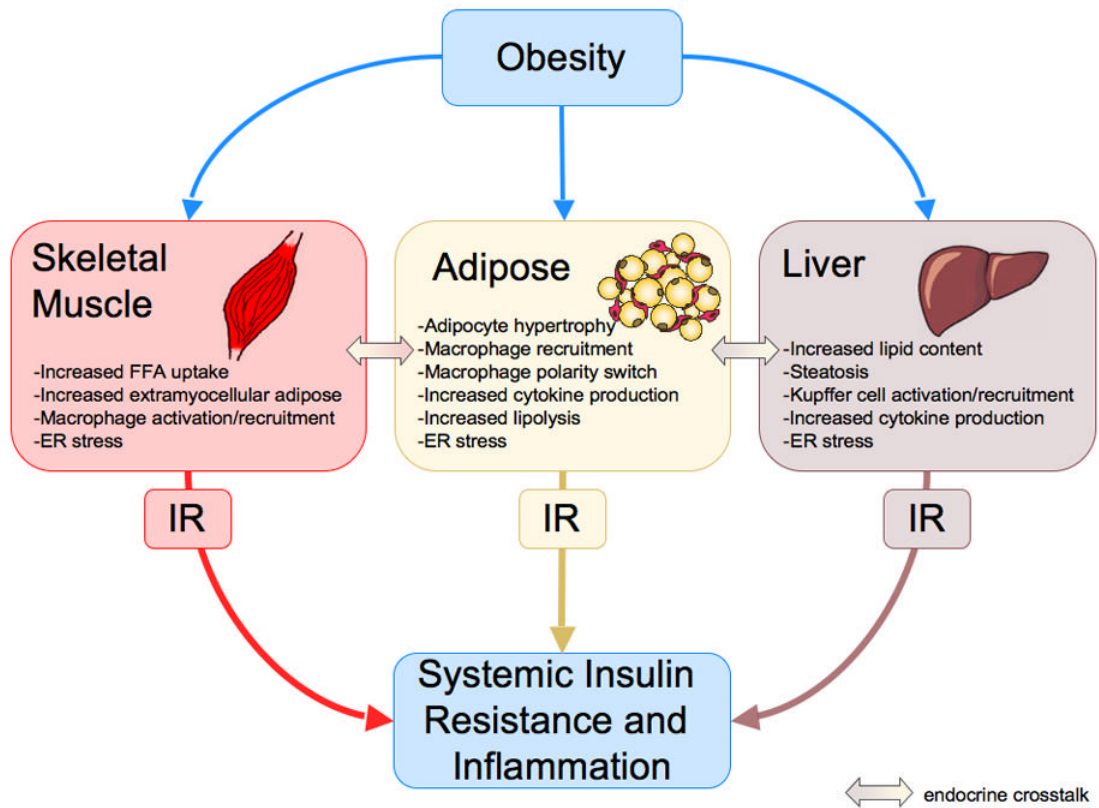 Obesity
Skeletal
Muscle
-Increased FFA uptake
-Increased extramyocellular adipose
-Macrophage activation/recruitment
-ER stress
Adipose
-Adipocyte hypertrophy
-Macrophage recruitment
-Macrophage polarity switch
-Increased cytokine production
-Increased lipolysis
-ER stress
Liver
-Increased lipid content
-Steatosis
-Kupffer cell activation/recruitment
-Increased cytokine production
-ER stress
IR
IR
IR
Systemic Insulin
Resistance and
Inflammation
endocrine crosstalk